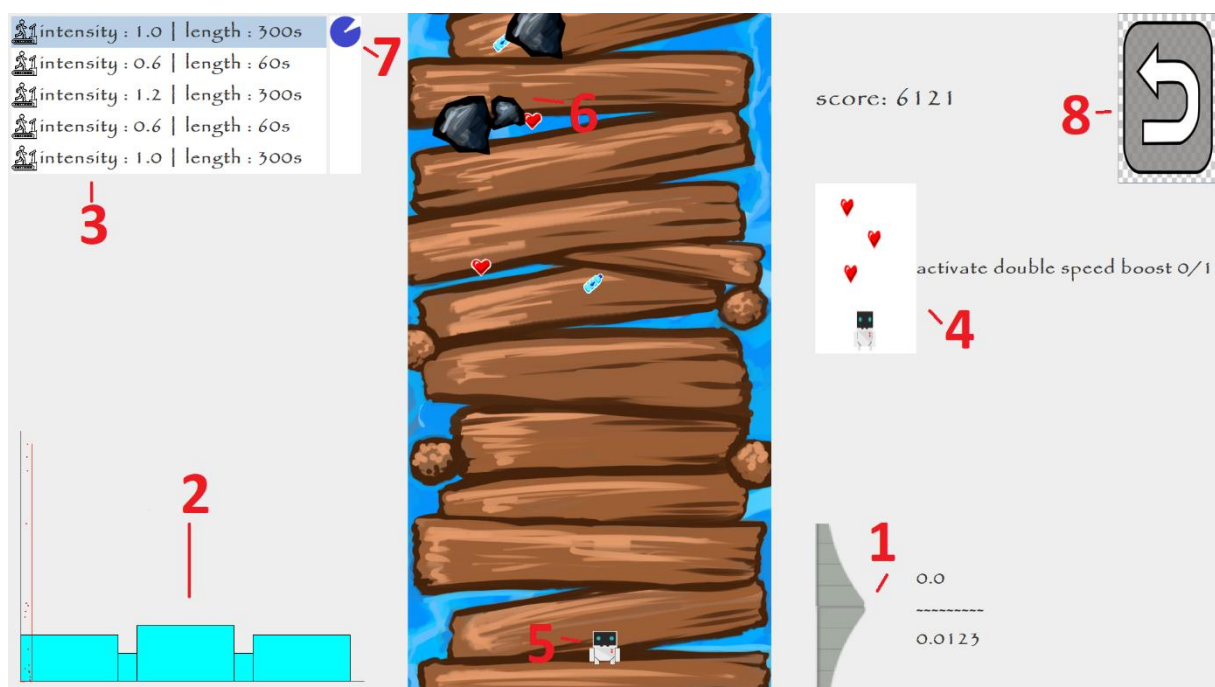 intensity : 1.0 | length : 300s
intensity : 0.6 | length : 60s
intensity : 1.2 | length : 300s
intensity : 0.6 | length : 60s
intensity : 1.0 | length : 300s
7
3
6
score: 6121
8
activate double speed boost 0/1
4
2
1
0.0
---------
0.0123
5